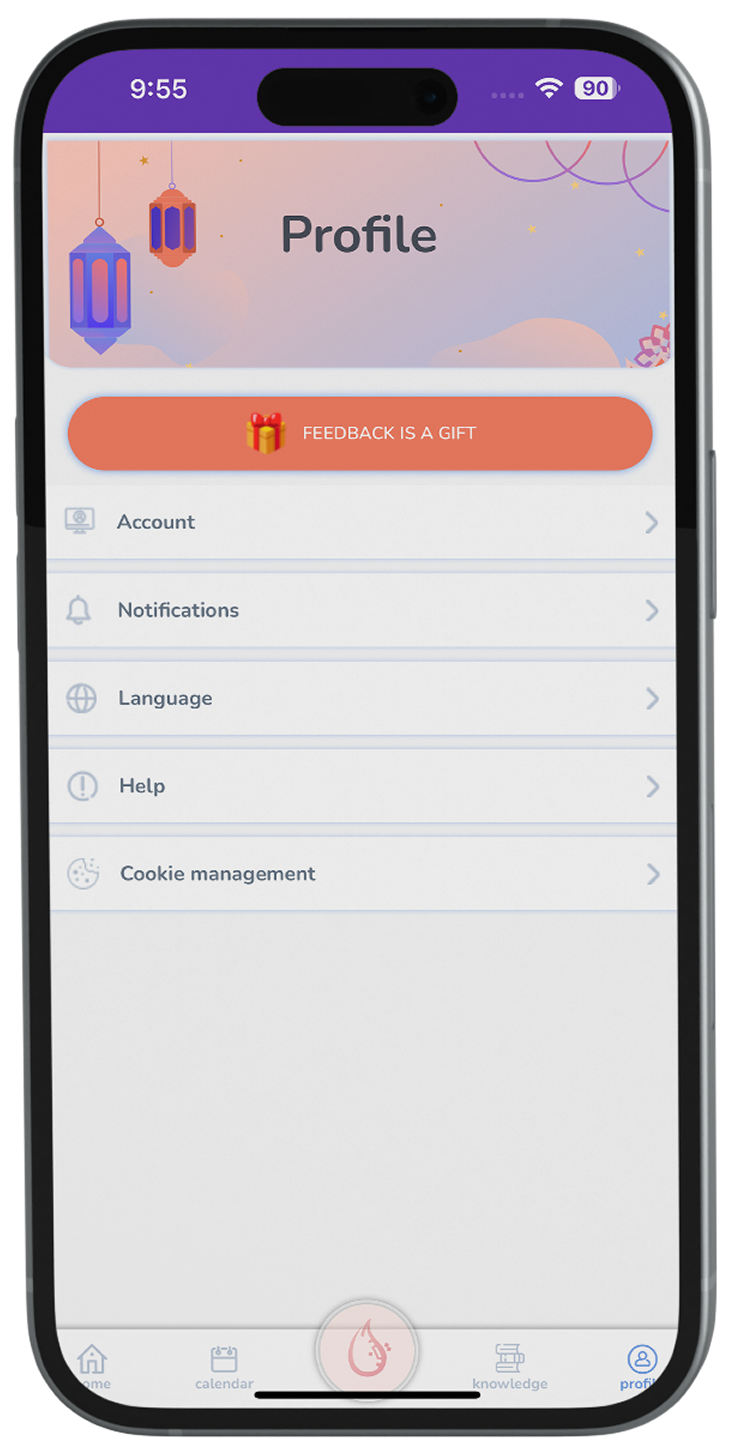 9:55
90
Profile
FEEDBACK IS A GIFT
Account
Notifications
Language
Help
Cookie management
ome
calendar
knowledge
profil